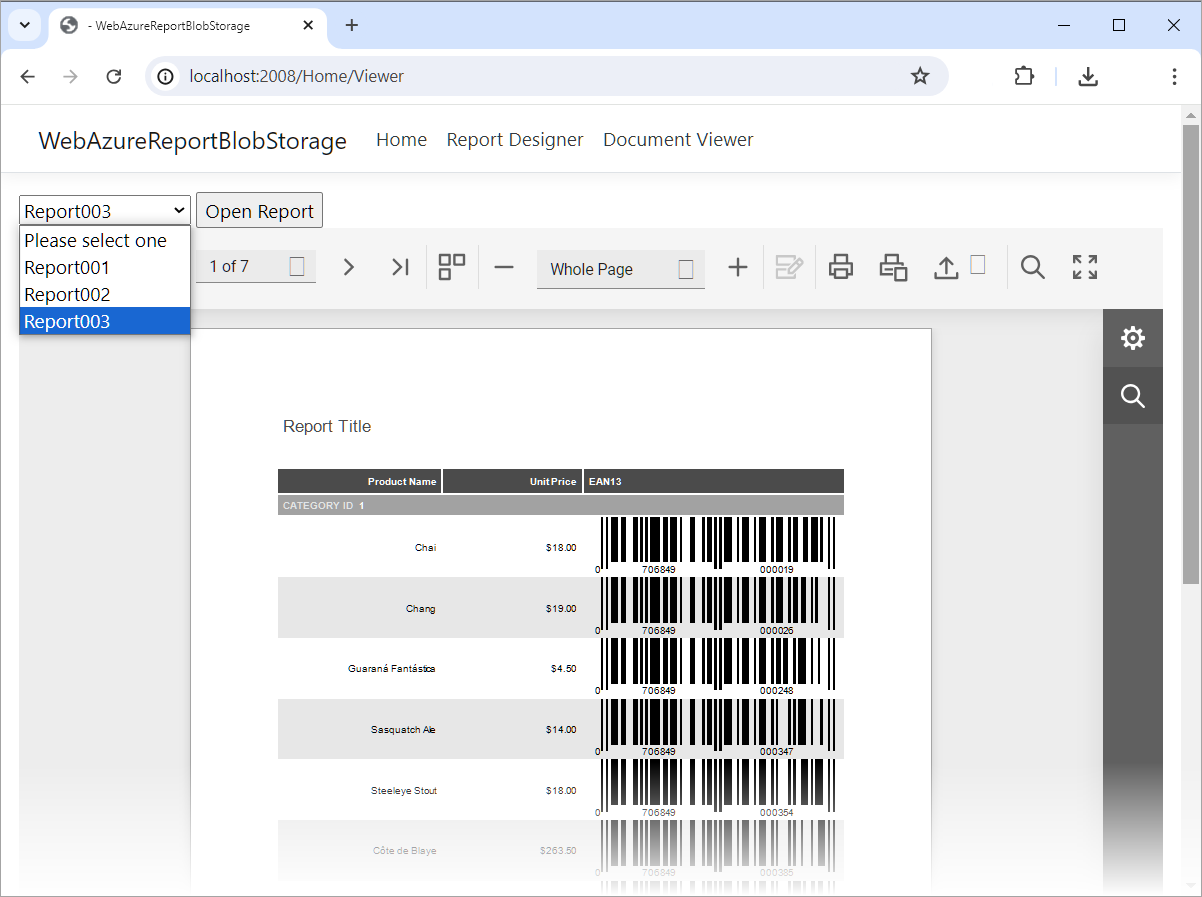 - WebAzureReportBlobStorage
localhost:2008/Home/Viewer
WebAzureReportBlobStorage Home Report Designer Document Viewer
Report003 Open Report
Please select one
Report001
Report002
Report003
1 of 7 Whole Page
Report Title
Product Name Unit Price EAN13
CATEGORY ID 1
Chai $18.00
0 706849 000019
Chang $19.00
0 706849 000026
Guaraná Fantástica $4.50
0 706849 000248
Sasquatch Ale $14.00
0 706849 000347
Steeleye Stout $18.00
0 706849 000354
Côte de Blaye $263.50
0 706849 000385